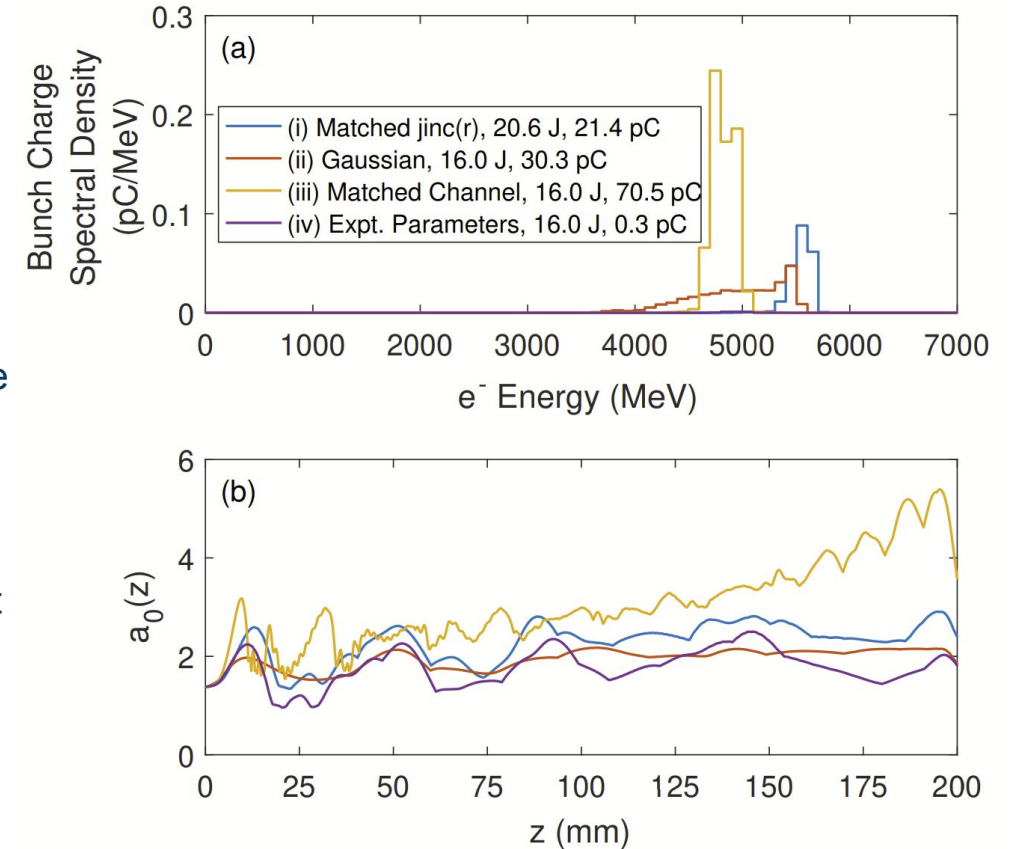 0.3
(a)
Bunch Charge
Spectral Density
(pC/MeV)
0.2
(i) Matched jinc(r), 20.6 J, 21.4 pC
(ii) Gaussian, 16.0 J, 30.3 pC
(iii) Matched Channel, 16.0 J, 70.5 pC
0.1
(iv) Expt. Parameters, 16.0 J, 0.3 pC
0
0 1000 2000 3000 4000 5000 6000 7000
e
e⁻ Energy (MeV)
6
(b)
4
a₀(z)
2
0
0 25 50 75 100 125 150 175 200
z (mm)